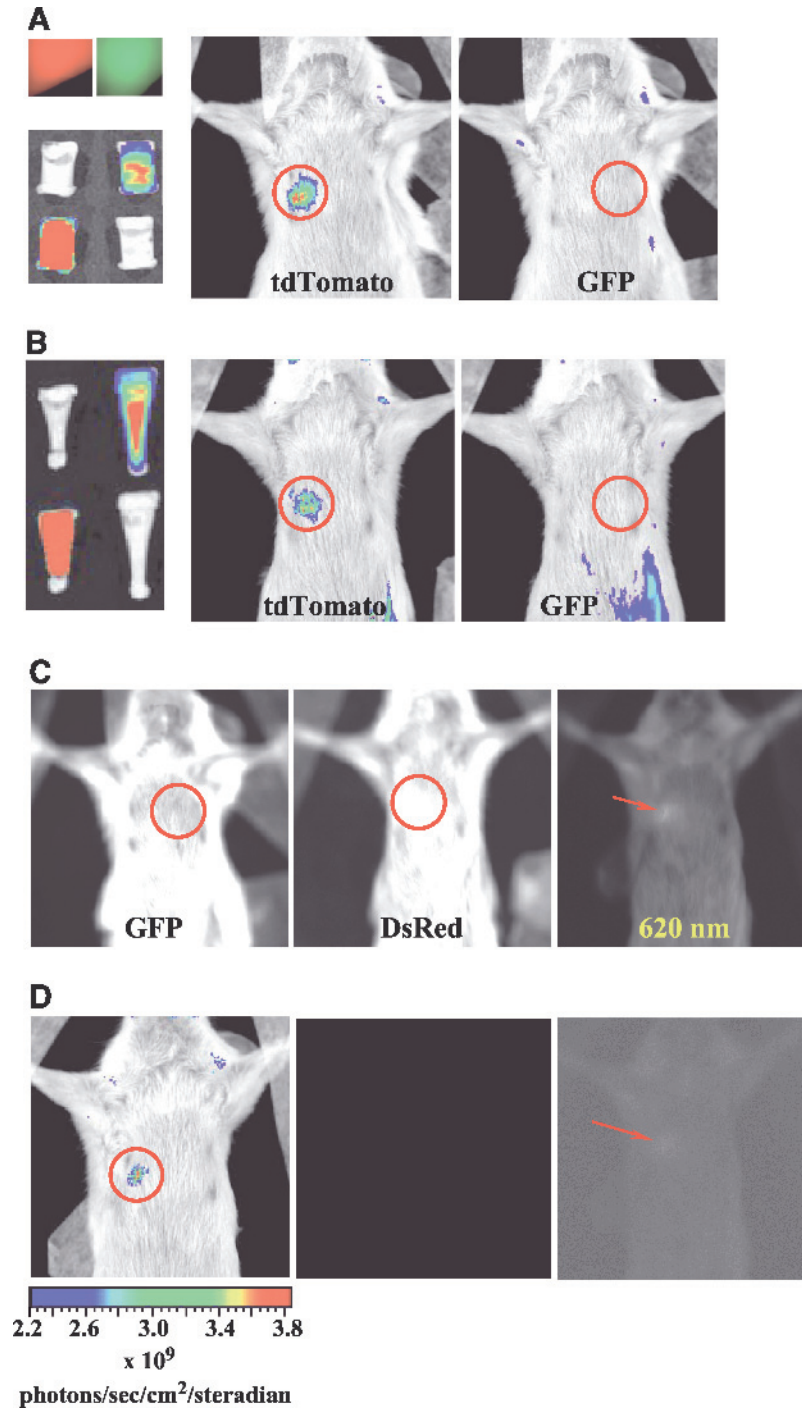 A
tdTomato
GFP
B
tdTomato
GFP
C
GFP
DsRed
620 nm
D
2.2 2.6 3.0 3.4 3.8
x 10⁹
photons/sec/cm²/steradian